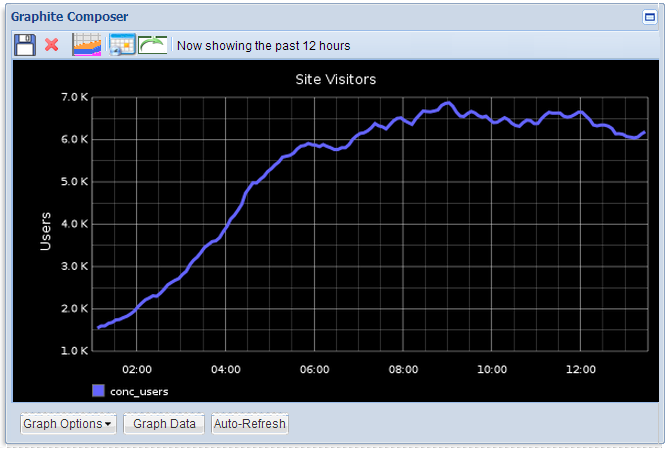 Graphite Composer
Now showing the past 12 hours
Site Visitors
7.0 K
6.0 K
5.0 K
4.0 K
3.0 K
2.0 K
1.0 K
Users
02:00 04:00 06:00 08:00 10:00 12:00
conc_users
Graph Options Graph Data Auto-Refresh